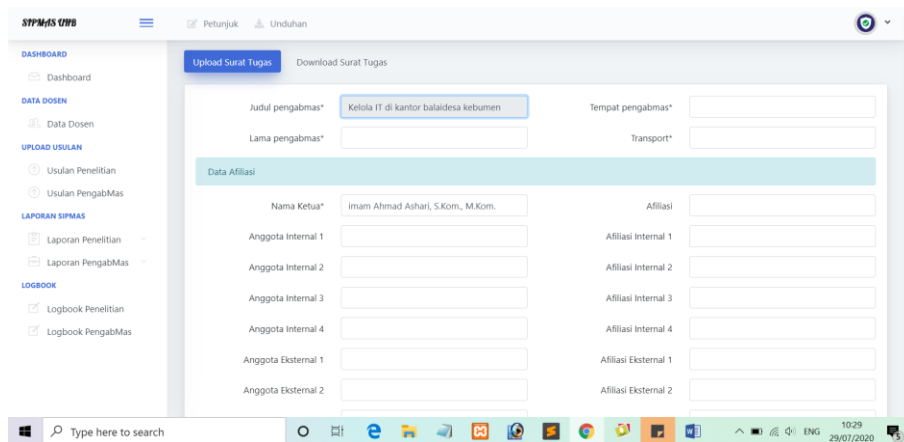 SIPMAS UHB
Petunjuk
Unduhan
DASHBOARD
Dashboard
DATA DOSEN
Data Dosen
UPLOAD USULAN
Usulan Penelitian
Usulan PengabMas
LAPORAN SIPMAS
Laporan Penelitian
Laporan PengabMas
LOGBOOK
Logbook Penelitian
Logbook PengabMas
Upload Surat Tugas
Download Surat Tugas
Judul pengabmas* Kelola IT di kantor balaidesa kebumen Tempat pengabmas*
Lama pengabmas* Transport*
Data Afiliasi
Nama Ketua* imam Ahmad Ashari, S.Kom., M.Kom. Afiliasi
Anggota Internal 1 Afiliasi Internal 1
Anggota Internal 2 Afiliasi Internal 2
Anggota Internal 3 Afiliasi Internal 3
Anggota Internal 4 Afiliasi Internal 4
Anggota Eksternal 1 Afiliasi Eksternal 1
Anggota Eksternal 2 Afiliasi Eksternal 2
Type here to search
ENG
10:29
29/07/2020